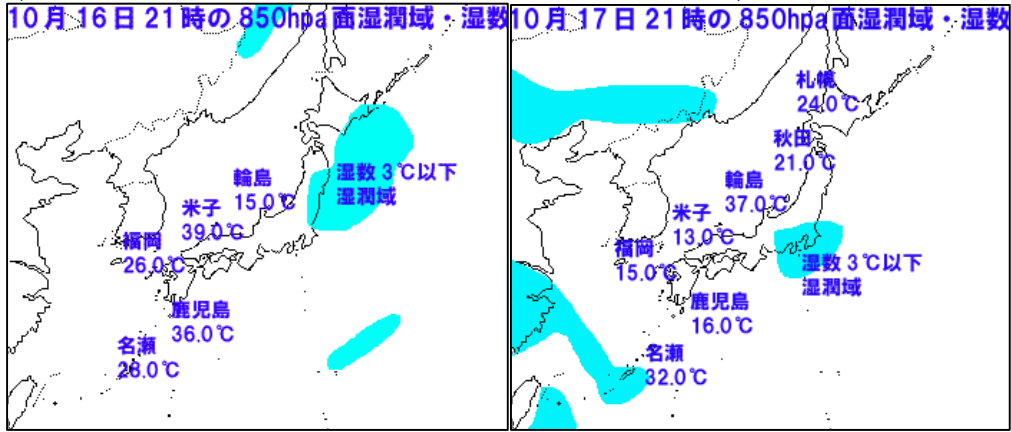 10月16日21時の850hpa面湿潤域・湿数
輪島
15.0℃
湿数3℃以下
湿潤域
米子
39.0℃
福岡
26.0℃
鹿児島
36.0℃
名瀬
28.0℃
10月17日21時の850hpa面湿潤域・湿数
札幌
24.0℃
秋田
21.0℃
輪島
37.0℃
米子
13.0℃
福岡
15.0℃
湿数3℃以下
湿潤域
鹿児島
16.0℃
名瀬
32.0℃